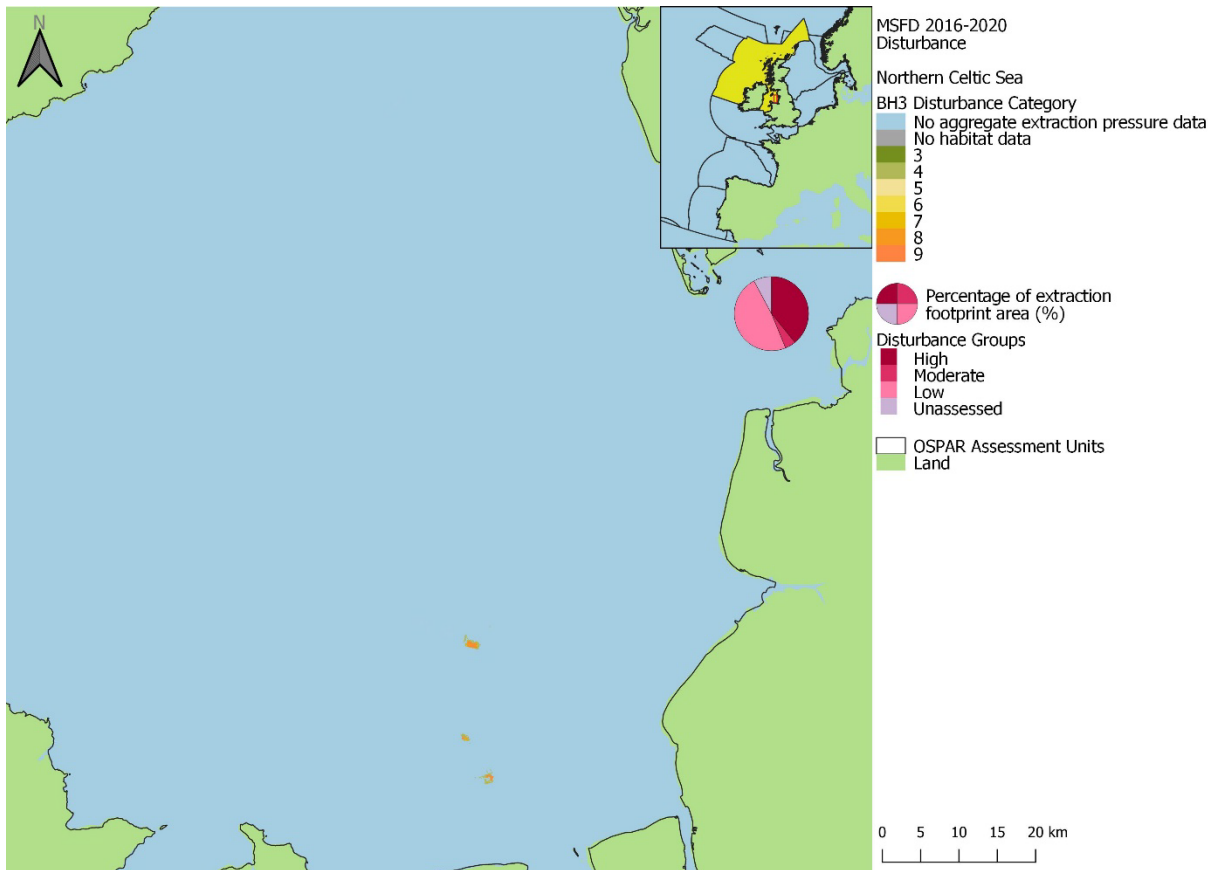 N
MSFD 2016-2020
Disturbance
Northern Celtic Sea
BH3 Disturbance Category
No aggregate extraction pressure data
No habitat data
3
4
5
6
7
8
9
Percentage of extraction
footprint area (%)
Disturbance Groups
High
Moderate
Low
Unassessed
OSPAR Assessment Units
Land
0 5 10 15 20 km